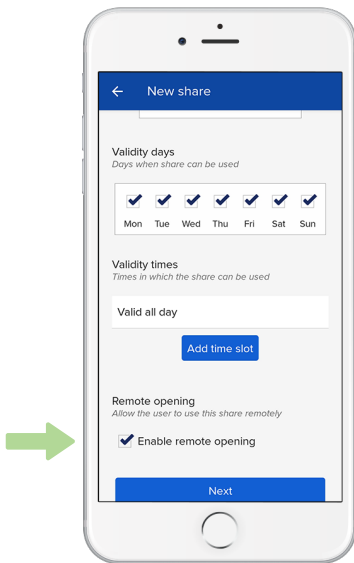 New share
Validity days
Days when share can be used
Mon Tue Wed Thu Fri Sat Sun
Validity times
Times in which the share can be used
Valid all day
Add time slot
Remote opening
Allow the user to use this share remotely
Enable remote opening
Next